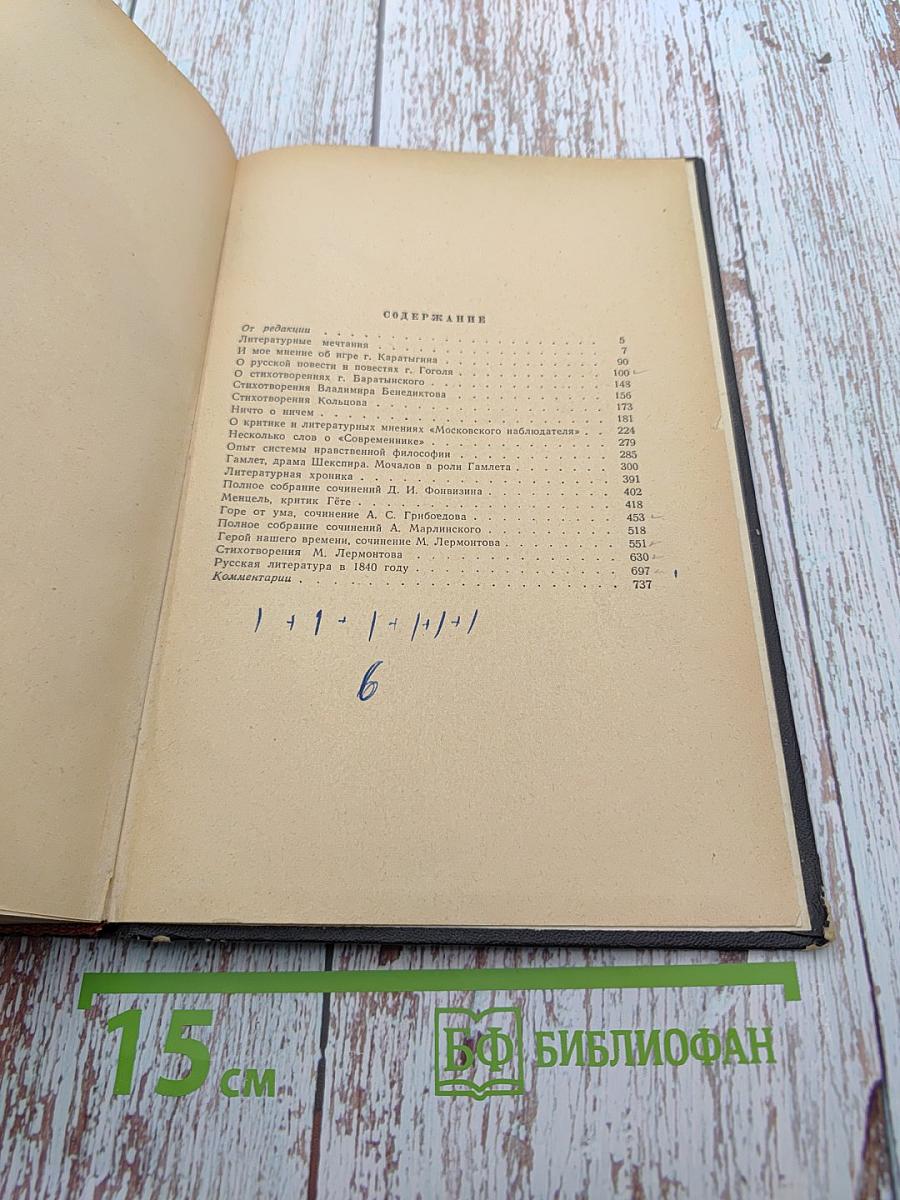 СОДЕРЖАНИЕ
От редакции . . . . . . . . . . . . . . . . . . . 5
Литературные мечтания . . . . . . . . . . . . . . . . 7
И мое мнение об игре г. Каратыгина . . . . . . . . . . . 90
О русской повести и повестях г. Гоголя . . . . . . . . . . 100
О стихотворениях г. Баратынского . . . . . . . . . . . . 143
Стихотворения Владимира Бенедиктова . . . . . . . . . . 156
Стихотворения Кольцова . . . . . . . . . . . . . . . 173
Ничто о ничем . . . . . . . . . . . . . . . . . . 181
О критике и литературных мнениях «Московского наблюдателя» . . 224
Несколько слов о «Современнике» . . . . . . . . . . . . 279
Опыт системы нравственной философии . . . . . . . . . . 285
Гамлет, драма Шекспира. Мочалов в роли Гамлета . . . . . . . 300
Литературная хроника . . . . . . . . . . . . . . . . 391
Полное собрание сочинений Д. И. Фонвизина . . . . . . . . 402
Менцель, критик Гёте . . . . . . . . . . . . . . . . 418
Горе от ума, сочинение А. С. Грибоедова . . . . . . . . . . 453
Полное собрание сочинений А. Марлинского . . . . . . . . . 518
Герой нашего времени, сочинение М. Лермонтова . . . . . . . 551
Стихотворения М. Лермонтова . . . . . . . . . . . . . 630
Русская литература в 1840 году . . . . . . . . . . . . . 697
Комментарии . . . . . . . . . . . . . . . . . . . 737
1 + 1 + 1 + 1 + 1 + 1
6
15 см
БФ БИБЛИОФАН